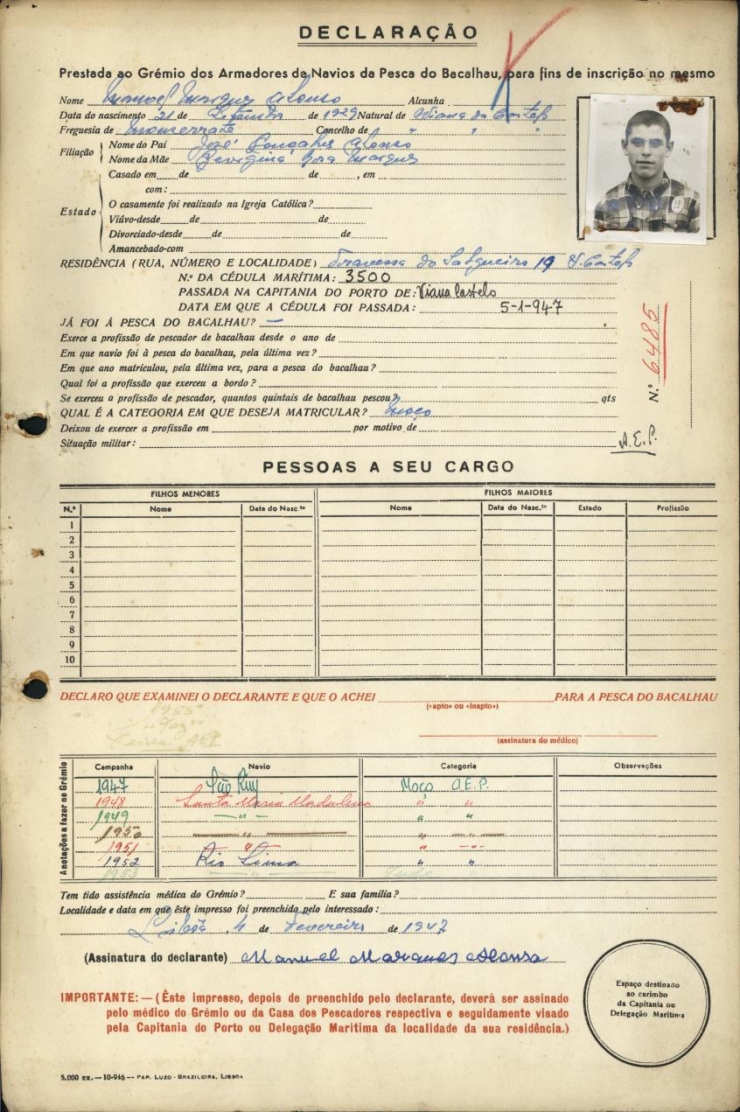 DECLARAÇÃO
Prestada ao Grémio dos Armadores de Navios da Pesca do Bacalhau, para fins de inscrição no mesmo
Nome Manoel Marques Alonso Alcunha
Data do nascimento 21 de de 1929 Natural de Viana do Castelo
Freguesia de Monserrate Concelho de " " "
Filiação
Nome do Pai José Gonçalves Alonso
Nome da Mãe Marques
Estado
Casado em de de , em
com:
O casamento foi realizado na Igreja Católica?
Viúvo-desde de de
Divorciado-desde de de
Amancebado-com
RESIDÊNCIA (RUA, NÚMERO E LOCALIDADE) Travessa do Salgueiro 19 V. Castelo
N.º DA CÉDULA MARÍTIMA: 3500
PASSADA NA CAPITANIA DO PORTO DE: Viana Castelo
DATA EM QUE A CÉDULA FOI PASSADA: 5-1-947
JÁ FOI Á PESCA DO BACALHAU? —
Exerce a profissão de pescador de bacalhau desde o ano de
Em que navio foi à pesca do bacalhau, pela última vez?
Em que ano matriculou, pela última vez, para a pesca do bacalhau?
Qual foi a profissão que exerceu a bordo?
Se exerceu a profissão de pescador, quantos quintais de bacalhau pescou? qts
QUAL É A CATEGORIA EM QUE DESEJA MATRICULAR? Moço
Deixou de exercer a profissão em por motivo de
Situação militar:
N.º 6485
A.E.P.
PESSOAS A SEU CARGO
FILHOS MENORES FILHOS MAIORES
N.º Nome Data do Nasc.to Nome Data do Nasc.to Estado Profissão
1
2
3
4
5
6
7
8
9
10
DECLARO QUE EXAMINEI O DECLARANTE E QUE O ACHEI PARA A PESCA DO BACALHAU
(«apto» ou «inapto»)
(assinatura do médico)
Anotações a fazer no Grémio
Campanha Navio Categoria Observações
1947 São Ruy Moço A.E.P.
1948 Santa Maria Madalena " "
1949 — " — " "
1950 — " — " — " —
1951 " " — " —
1952 Rio Lima " "
1953
Tem tido assistência médica do Grémio? E sua família?
Localidade e data em que êste impresso foi preenchido pelo interessado:
Lisboa, 4 de Fevereiro de 1947
(Assinatura do declarante) Manuel Marques Alonso
IMPORTANTE: — (Êste impresso, depois de preenchido pelo declarante, deverá ser assinado
pelo médico do Grémio ou da Casa dos Pescadores respectiva e seguidamente visado
pela Capitania do Porto ou Delegação Marítima da localidade da sua residência.)
Espaço destinado
ao carimbo
da Capitania ou
Delegação Marítima
5.000 EX. — 10-946 — PAP. LUZO-BRAZILEIRA, LISBOA